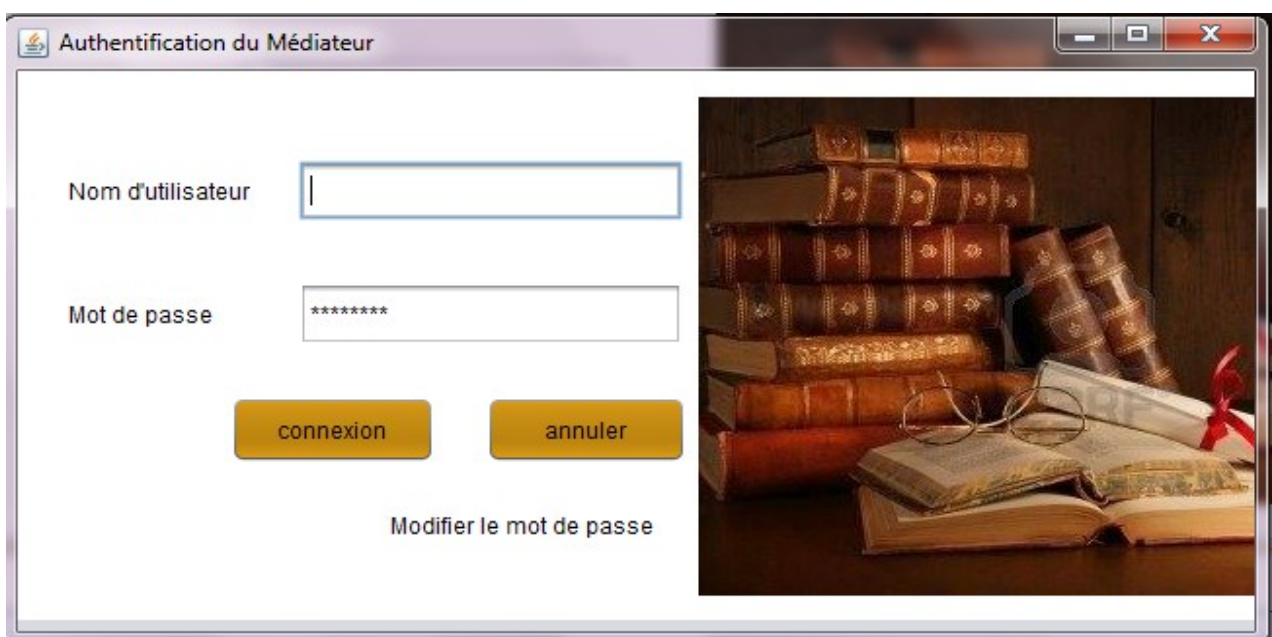 Authentification du Médiateur
Nom d'utilisateur
Mot de passe
********
connexion
annuler
Modifier le mot de passe